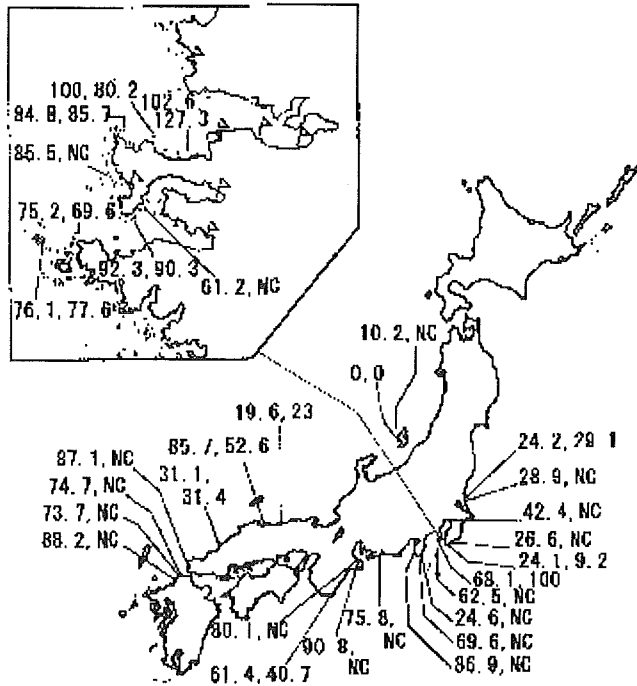 100, 80. 2
102. 6
127. 3
84. 8, 85. 7
85. 5, NC
75. 2, 69. 6
92. 3, 90. 3
61. 2, NC
76, 1, 77. 6
10. 2, NC
0, 0
19. 6, 23
85. 7, 52. 6
87. 1, NC
31. 1,
31. 4
74. 7, NC
73. 7, NC
88. 2, NC
24. 2, 29. 1
28. 9, NC
42. 4, NC
26. 6, NC
24. 1, 9. 2
68. 1, 100
62. 5, NC
24. 6, NC
69. 6, NC
86. 9, NC
75. 8, NC
80. 1, NC
90. 8, NC
61. 4, 40. 7